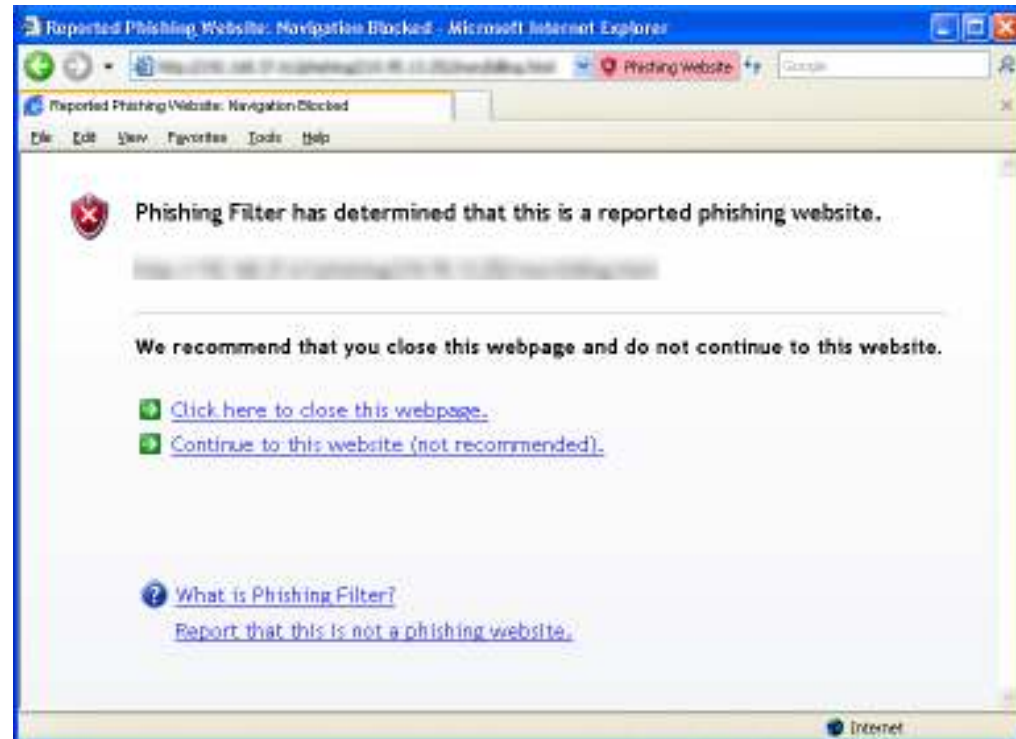 Reported Phishing Website: Navigation Blocked - Microsoft Internet Explorer
Phishing Website
Google
Reported Phishing Website: Navigation Blocked
File Edit View Favorites Tools Help
Phishing Filter has determined that this is a reported phishing website.
We recommend that you close this webpage and do not continue to this website.
Click here to close this webpage.
Continue to this website (not recommended).
What is Phishing Filter?
Report that this is not a phishing website.
Internet